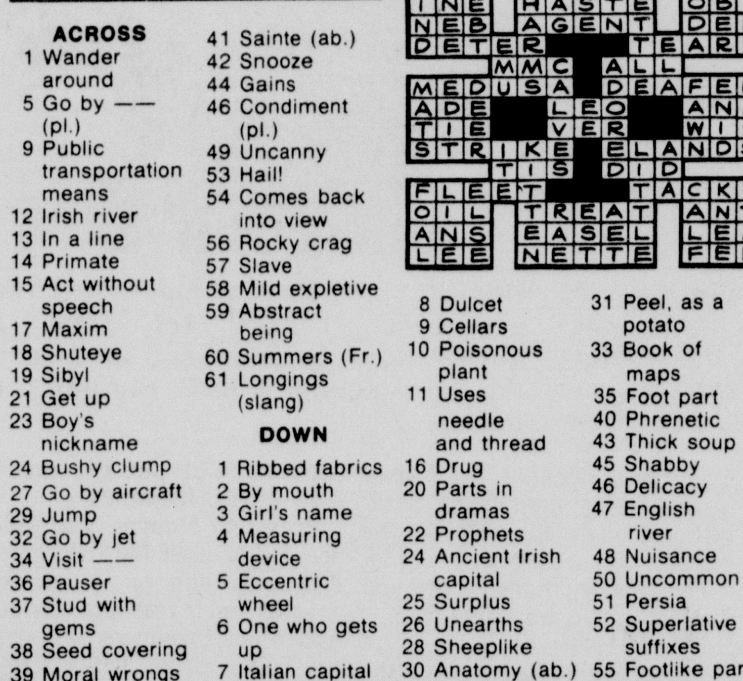 INE HASTE OB
NEB AGENT DE
DETER TEAR
MMC ALL
MEDUSA DEAFE
ADE LEO AN
TIE VER WI
STRIKE ELANDS
TIS DID
FLEET TACK
OIL TREAT ANT
ANS EASEL LE
LEE NETTE FE
ACROSS
1 Wander
around
5 Go by — —
(pl.)
9 Public
transportation
means
12 Irish river
13 In a line
14 Primate
15 Act without
speech
17 Maxim
18 Shuteye
19 Sibyl
21 Get up
23 Boy's
nickname
24 Bushy clump
27 Go by aircraft
29 Jump
32 Go by jet
34 Visit — —
36 Pauser
37 Stud with
gems
38 Seed covering
39 Moral wrongs
41 Sainte (ab.)
42 Snooze
44 Gains
46 Condiment
(pl.)
49 Uncanny
53 Hail!
54 Comes back
into view
56 Rocky crag
57 Slave
58 Mild expletive
59 Abstract
being
60 Summers (Fr.)
61 Longings
(slang)
DOWN
1 Ribbed fabrics
2 By mouth
3 Girl's name
4 Measuring
device
5 Eccentric
wheel
6 One who gets
up
7 Italian capital
8 Dulcet
9 Cellars
10 Poisonous
plant
11 Uses
needle
and thread
16 Drug
20 Parts in
dramas
22 Prophets
24 Ancient Irish
capital
25 Surplus
26 Unearths
28 Sheeplike
30 Anatomy (ab.)
31 Peel, as a
potato
33 Book of
maps
35 Foot part
40 Phrenetic
43 Thick soup
45 Shabby
46 Delicacy
47 English
river
48 Nuisance
50 Uncommon
51 Persia
52 Superlative
suffixes
55 Footlike par